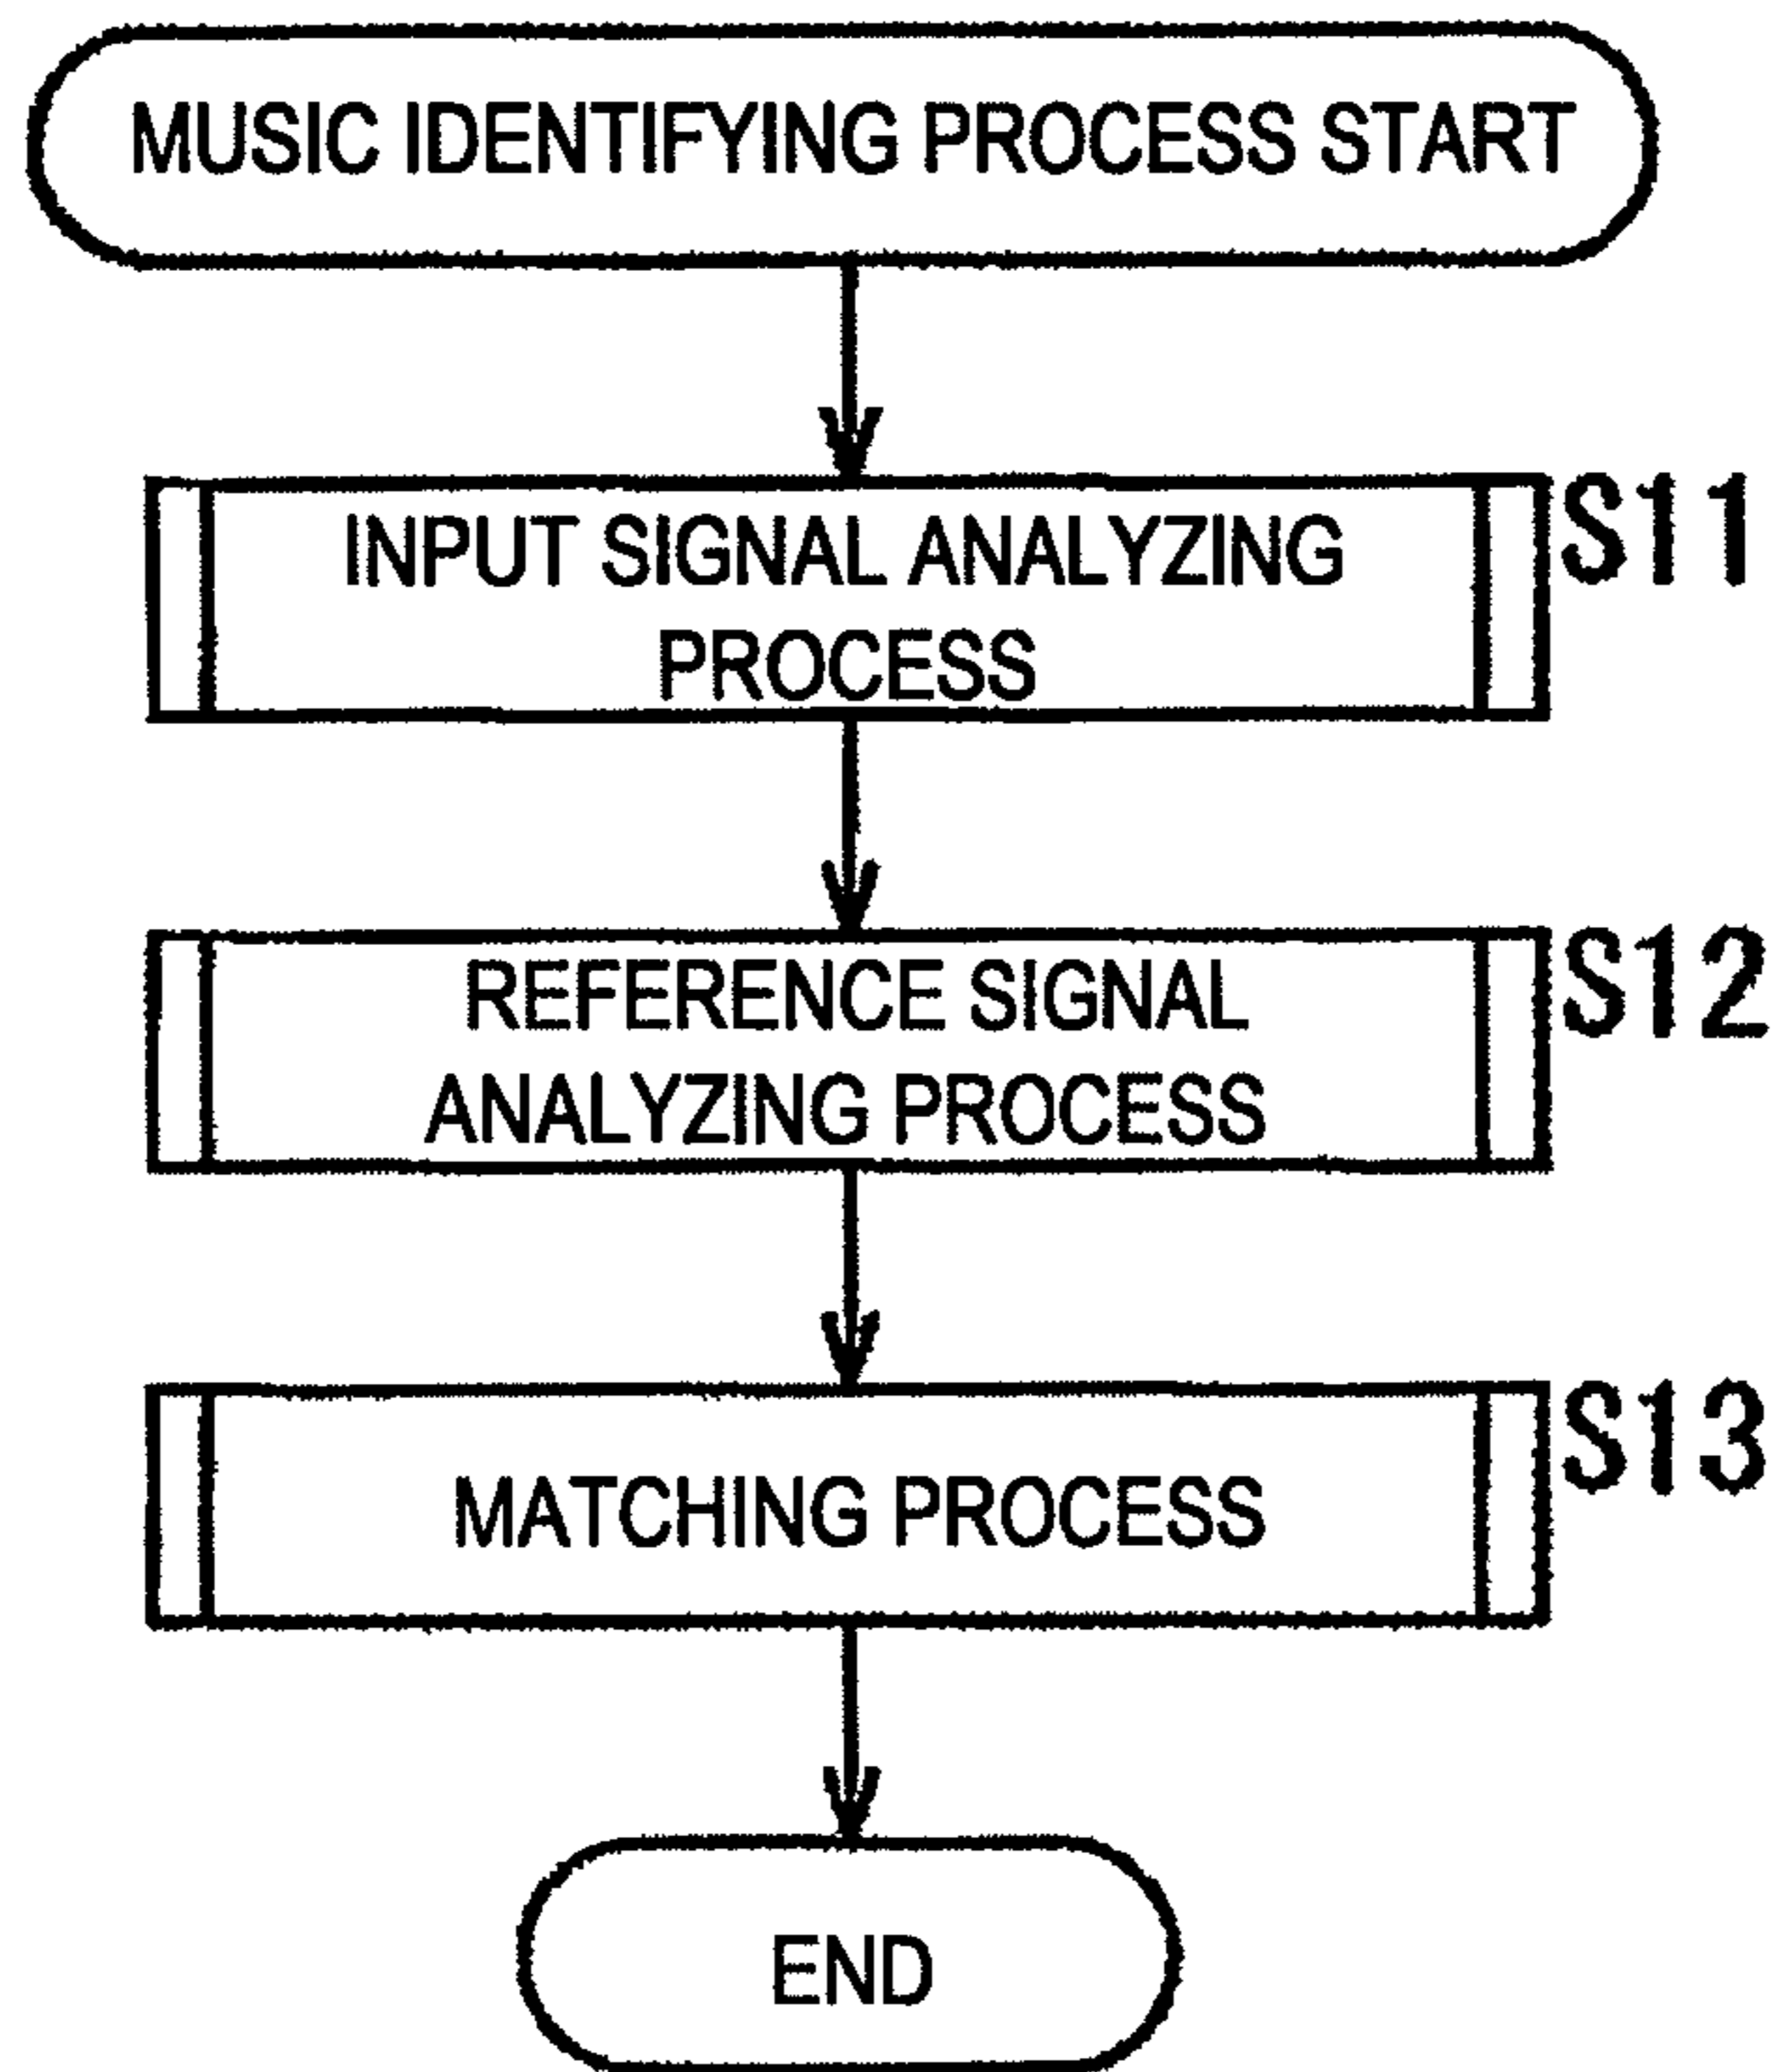 MUSIC IDENTIFYING PROCESS START
INPUT SIGNAL ANALYZING
PROCESS
S11
REFERENCE SIGNAL
ANALYZING PROCESS
S12
MATCHING PROCESS
S13
END